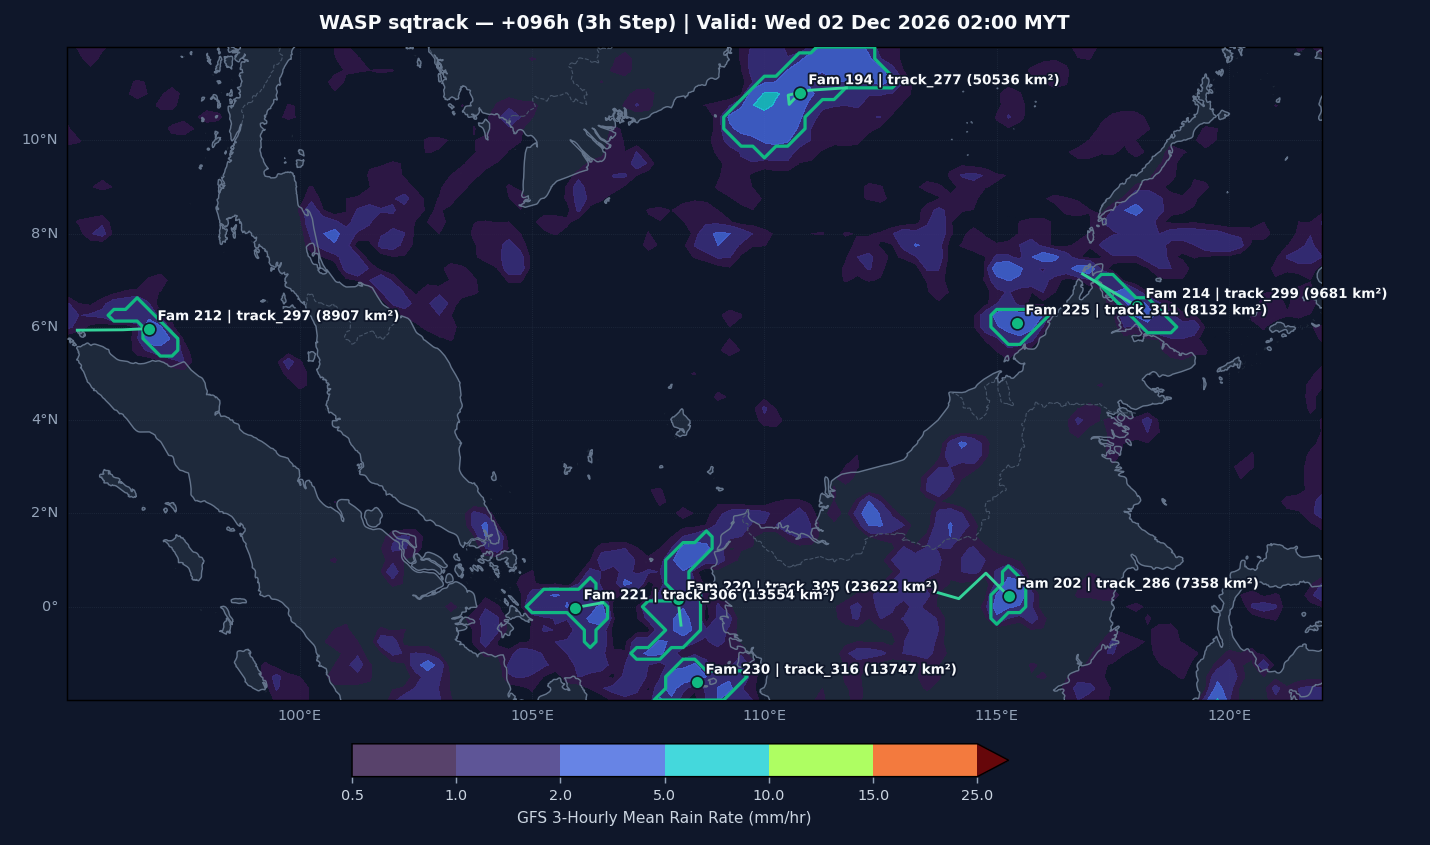 WASP sqtrack — +096h (3h Step) | Valid: Wed 02 Dec 2026 02:00 MYT
Fam 194 | track_277 (50536 km²)
10°N
8°N
Fam 214 | track_299 (9681 km²)
Fam 225 | track_311 (8132 km²)
Fam 212 | track_297 (8907 km²)
6°N
4°N
2°N
Fam 202 | track_286 (7358 km²)
Fam 220 | track_305 (23622 km²)
Fam 221 | track_306 (13554 km²)
0°
Fam 230 | track_316 (13747 km²)
100°E 105°E 110°E 115°E 120°E
0.5 1.0 2.0 5.0 10.0 15.0 25.0
GFS 3-Hourly Mean Rain Rate (mm/hr)